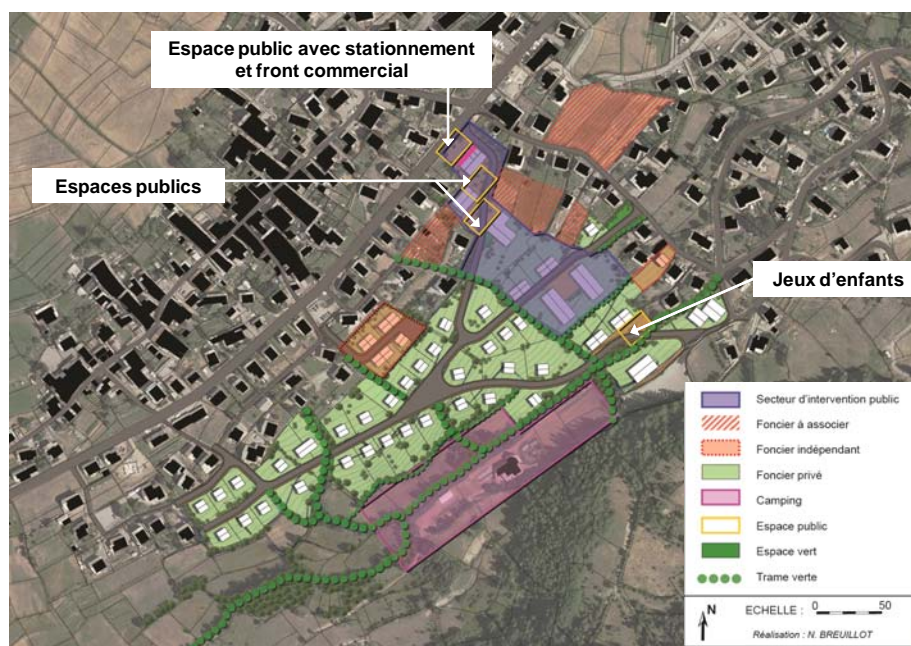 Espace public avec stationnement
et front commercial
Espaces publics
Jeux d'enfants
Secteur d'intervention public
Foncier à associer
Foncier indépendant
Foncier privé
Camping
Espace public
Espace vert
Trame verte
N
ECHELLE : 0 50
Réalisation : N. BREUILLOT